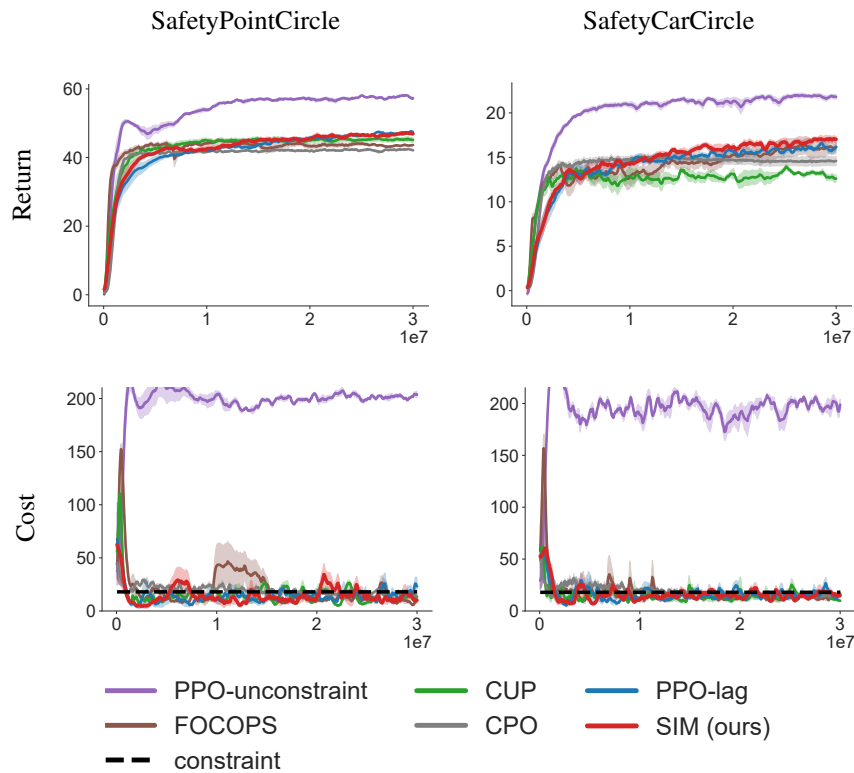 SafetyPointCircle SafetyCarCircle
Return
60
40
20
0
0 1 2 3
1e7
20
15
10
5
0
0 1 2 3
1e7
Cost
200
150
100
50
0
0 1 2 3
1e7
200
150
100
50
0
0 1 2 3
1e7
PPO-unconstraint CUP PPO-lag
FOCOPS CPO SIM (ours)
constraint